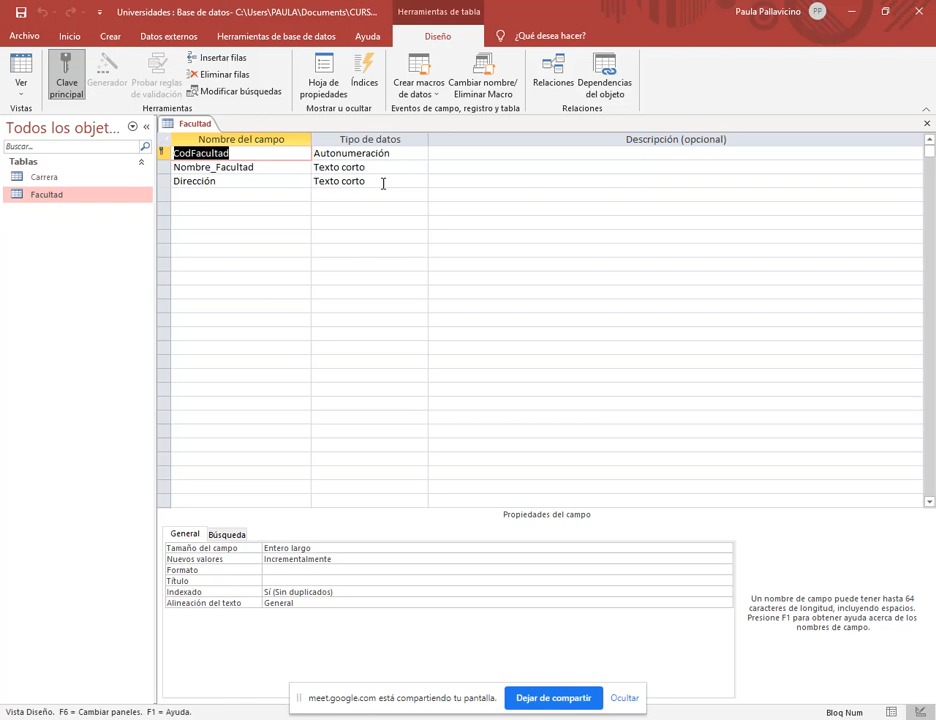 Universidades : Base de datos- C:\Users\PAULA\Documents\CURS...
Herramientas de tabla
Paula Pallavicino
PP
Archivo
Inicio
Crear
Datos externos
Herramientas de base de datos
Ayuda
Diseño
¿Qué desea hacer?
Ver
Clave principal
Generador
Probar reglas de validación
Insertar filas
Eliminar filas
Modificar búsquedas
Hoja de propiedades
Índices
Crear macros de datos
Cambiar nombre/ Eliminar Macro
Relaciones
Dependencias del objeto
Vistas
Herramientas
Mostrar u ocultar
Eventos de campo, registro y tabla
Relaciones
Todos los objet...
Buscar...
Tablas
Carrera
Facultad
Facultad
Nombre del campo
Tipo de datos
Descripción (opcional)
CodFacultad
Autonumeración
Nombre_Facultad
Texto corto
Dirección
Texto corto
Propiedades del campo
General
Búsqueda
Tamaño del campo
Entero largo
Nuevos valores
Incrementalmente
Formato
Título
Indexado
Sí (Sin duplicados)
Alineación del texto
General
Un nombre de campo puede tener hasta 64
caracteres de longitud, incluyendo espacios.
Presione F1 para obtener ayuda acerca de los
nombres de campo.
meet.google.com está compartiendo tu pantalla.
Dejar de compartir
Ocultar
Vista Diseño.  F6 = Cambiar paneles.  F1 = Ayuda.
Bloq Num